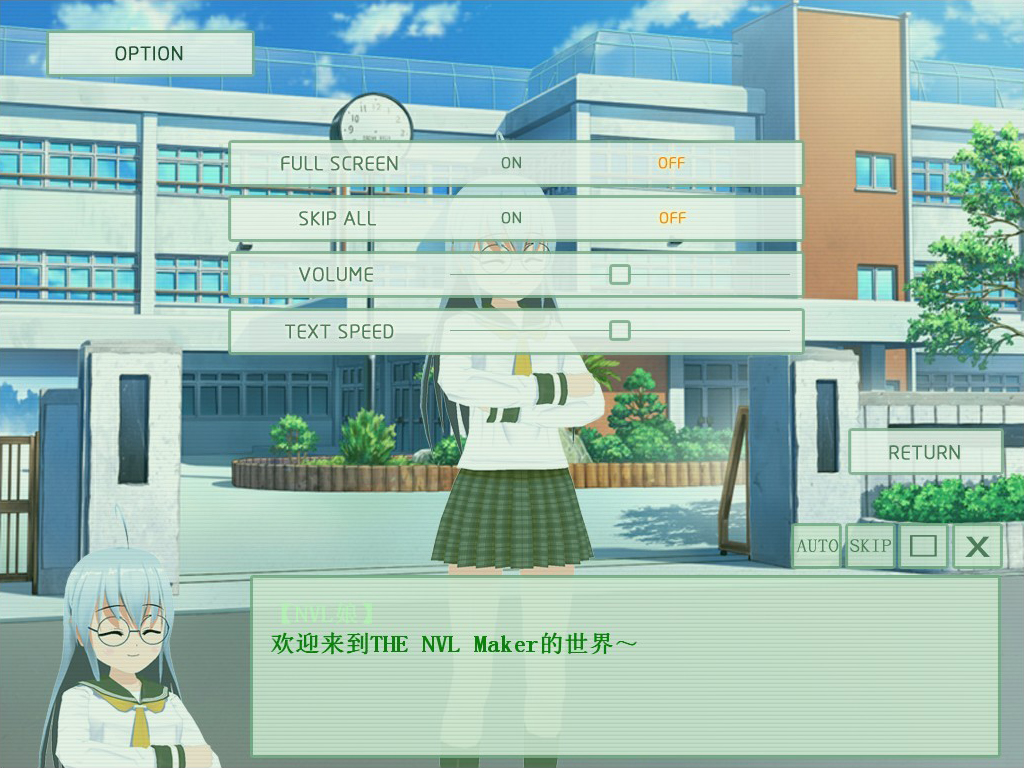 OPTION
FULL SCREEN ON OFF
SKIP ALL ON OFF
VOLUME
TEXT SPEED
RETURN
AUTO SKIP X
【NVL娘】
欢迎来到THE NVL Maker的世界～